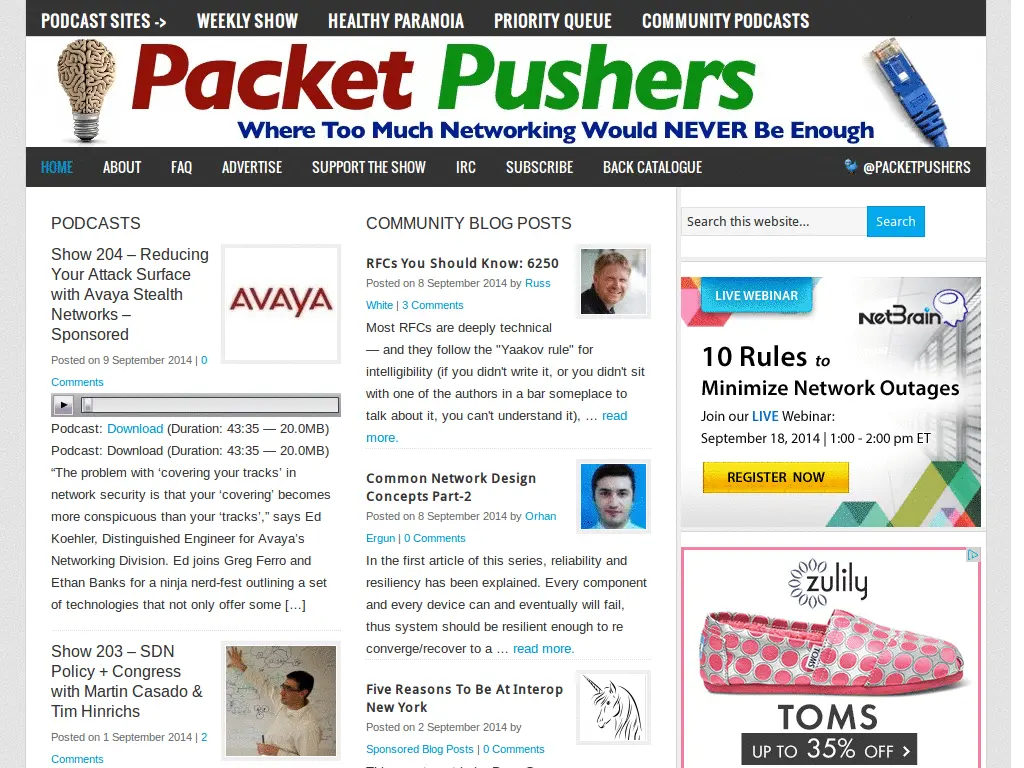 PODCAST SITES -> WEEKLY SHOW HEALTHY PARANOIA PRIORITY QUEUE COMMUNITY PODCASTS
Packet Pushers
Where Too Much Networking Would NEVER Be Enough
HOME ABOUT FAQ ADVERTISE SUPPORT THE SHOW IRC SUBSCRIBE BACK CATALOGUE @PACKETPUSHERS
PODCASTS
Show 204 – Reducing
Your Attack Surface
with Avaya Stealth
Networks –
Sponsored
AVAYA
Posted on 9 September 2014 | 0
Comments
Podcast: Download (Duration: 43:35 — 20.0MB)
Podcast: Download (Duration: 43:35 — 20.0MB)
“The problem with ‘covering your tracks’ in
network security is that your ‘covering’ becomes
more conspicuous than your ‘tracks’,” says Ed
Koehler, Distinguished Engineer for Avaya’s
Networking Division. Ed joins Greg Ferro and
Ethan Banks for a ninja nerd-fest outlining a set
of technologies that not only offer some […]
Show 203 – SDN
Policy + Congress
with Martin Casado &
Tim Hinrichs
Posted on 1 September 2014 | 2
Comments
COMMUNITY BLOG POSTS
RFCs You Should Know: 6250
Posted on 8 September 2014 by Russ
White | 3 Comments
Most RFCs are deeply technical
— and they follow the "Yaakov rule" for
intelligibility (if you didn't write it, or you didn't sit
with one of the authors in a bar someplace to
talk about it, you can't understand it), … read
more.
Common Network Design
Concepts Part-2
Posted on 8 September 2014 by Orhan
Ergun | 0 Comments
In the first article of this series, reliability and
resiliency has been explained. Every component
and every device can and eventually will fail,
thus system should be resilient enough to re
converge/recover to a … read more.
Five Reasons To Be At Interop
New York
Posted on 2 September 2014 by
Sponsored Blog Posts | 0 Comments
Search this website… Search
LIVE WEBINAR
NetBrain
10 Rules to
Minimize Network Outages
Join our LIVE Webinar:
September 18, 2014 | 1:00 - 2:00 pm ET
REGISTER NOW
zulily
TOMS
TOMS
UP TO 35% OFF >